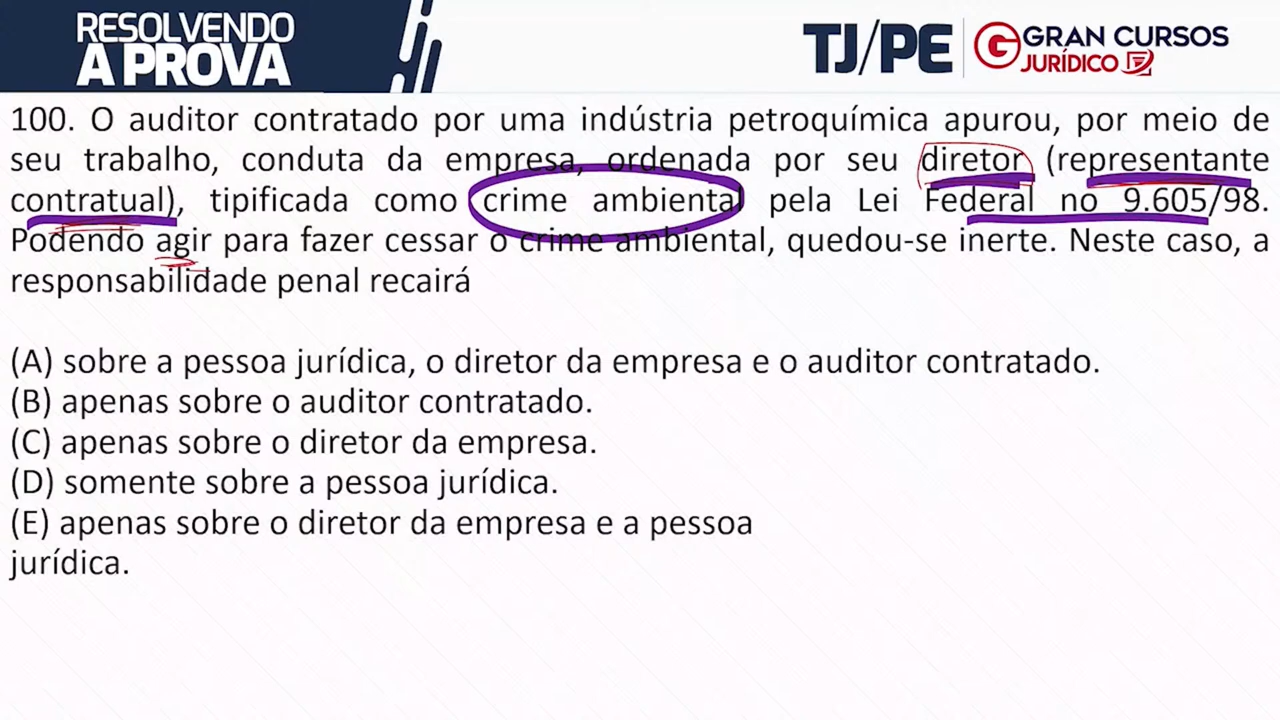 RESOLVENDO
A PROVA
TJ/PE
GRAN CURSOS
JURÍDICO
100. O auditor contratado por uma indústria petroquímica apurou, por meio de
seu trabalho, conduta da empresa, ordenada por seu diretor (representante
contratual), tipificada como crime ambiental pela Lei Federal no 9.605/98.
Podendo agir para fazer cessar o crime ambiental, quedou-se inerte. Neste caso, a
responsabilidade penal recairá
(A) sobre a pessoa jurídica, o diretor da empresa e o auditor contratado.
(B) apenas sobre o auditor contratado.
(C) apenas sobre o diretor da empresa.
(D) somente sobre a pessoa jurídica.
(E) apenas sobre o diretor da empresa e a pessoa
jurídica.